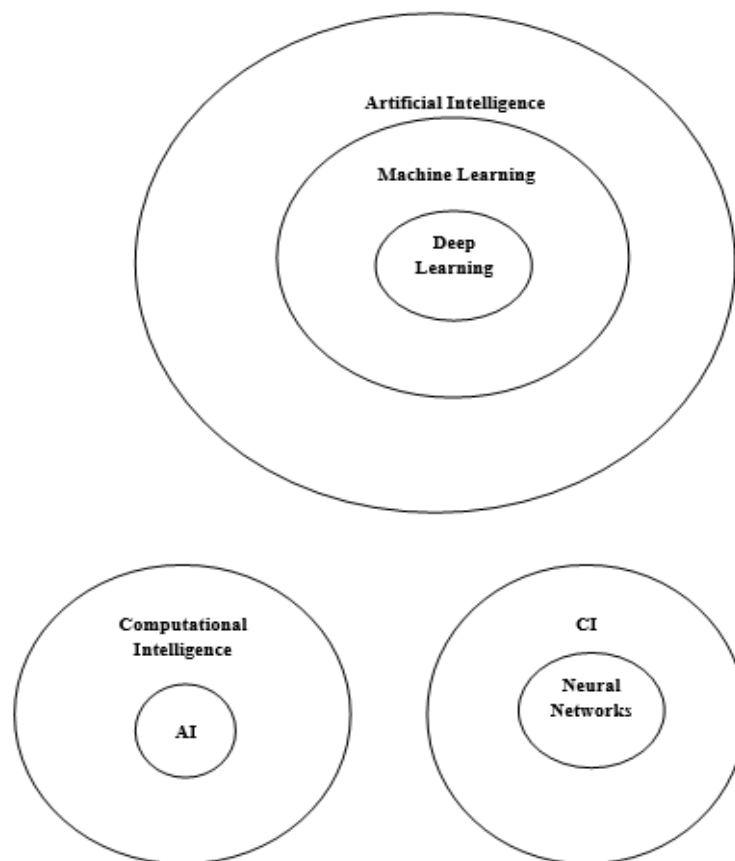 Artificial Intelligence
Machine Learning
Deep
Learning
Computational
Intelligence
AI
CI
Neural
Networks